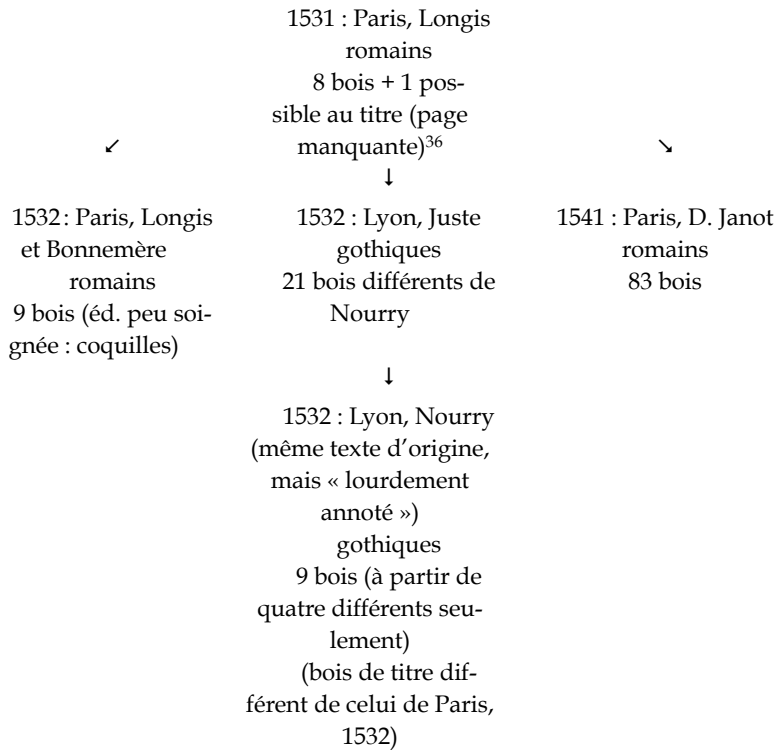 1531 : Paris, Longis
romains
8 bois + 1 pos-
sible au titre (page
manquante)³⁶
↙
↘
↓
1532 : Paris, Longis
et Bonnemère
romains
9 bois (éd. peu soi-
gnée : coquilles)
1532 : Lyon, Juste
gothiques
21 bois différents de
Nourry
1541 : Paris, D. Janot
romains
83 bois
↓
1532 : Lyon, Nourry
(même texte d’origine,
mais « lourdement
annoté »)
gothiques
9 bois (à partir de
quatre différents seu-
lement)
(bois de titre dif-
férent de celui de Paris,
1532)